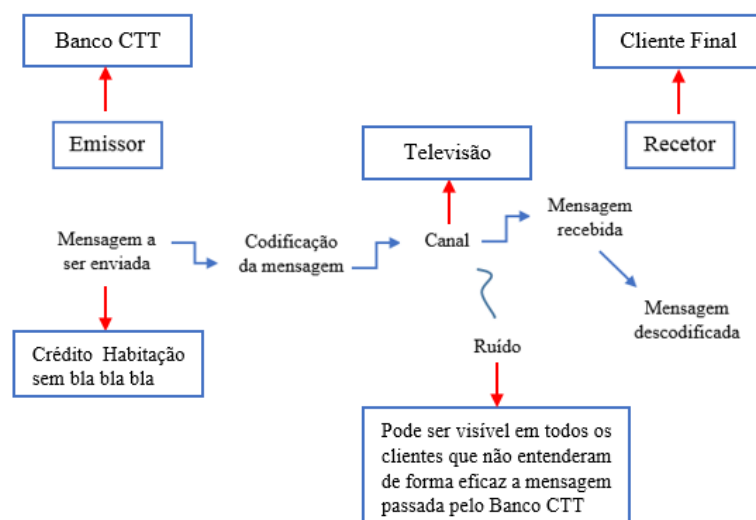 Banco CTT
Cliente Final
Emissor
Televisão
Recetor
Mensagem a
ser enviada
Codificação
da mensagem
Canal
Mensagem
recebida
Mensagem
descodificada
Crédito Habitação
sem bla bla bla
Ruído
Pode ser visível em todos os
clientes que não entenderam
de forma eficaz a mensagem
passada pelo Banco CTT